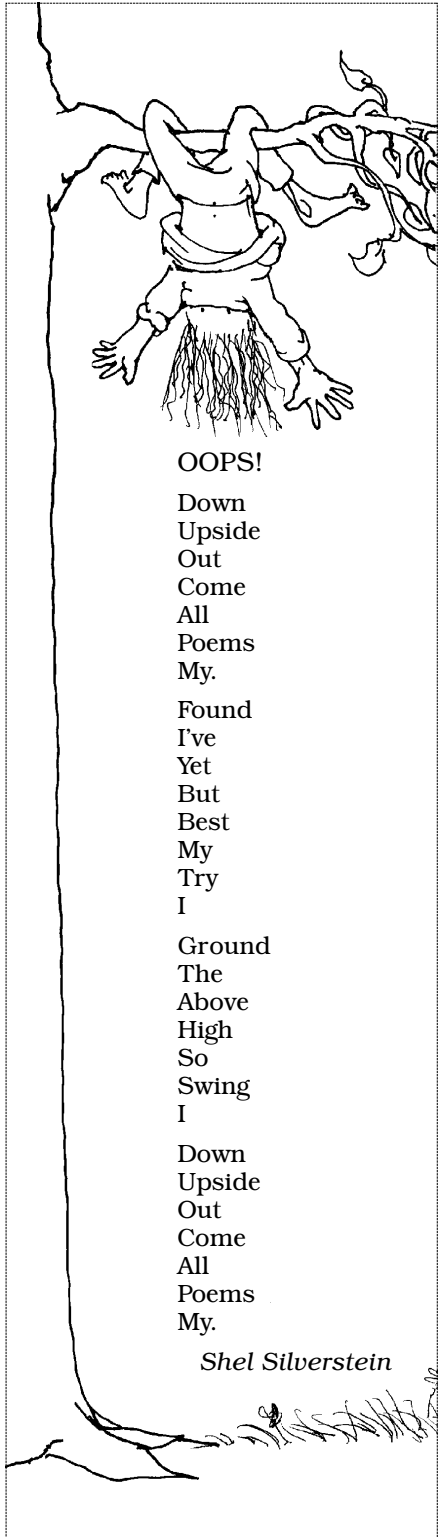 OOPS!
Down
Upside
Out
Come
All
Poems
My.
Found
I've
Yet
But
Best
My
Try
I
Ground
The
Above
High
So
Swing
I
Down
Upside
Out
Come
All
Poems
My.
Shel Silverstein